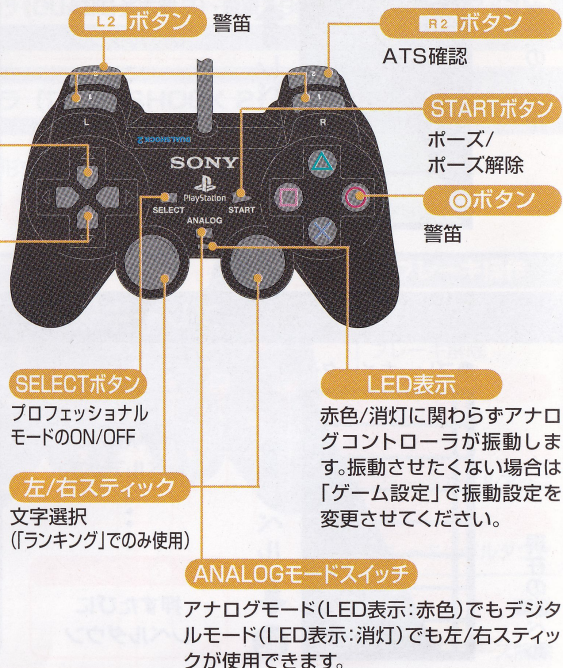 L2 ボタン 警笛
R2 ボタン
ATS確認
STARTボタン
ポーズ/
ポーズ解除
◎ボタン
警笛
2
1
L
2
1
R
DUALSHOCK 2
SONY
PlayStation
SELECT
START
ANALOG
SELECTボタン
プロフェッショナル
モードのON/OFF
左/右スティック
文字選択
(「ランキング」でのみ使用)
LED表示
赤色/消灯に関わらずアナロ
グコントローラが振動しま
す。振動させたくない場合は
「ゲーム設定」で振動設定を
変更させてください。
ANALOGモードスイッチ
アナログモード(LED表示:赤色)でもデジタ
ルモード(LED表示:消灯)でも左/右スティッ
クが使用できます。